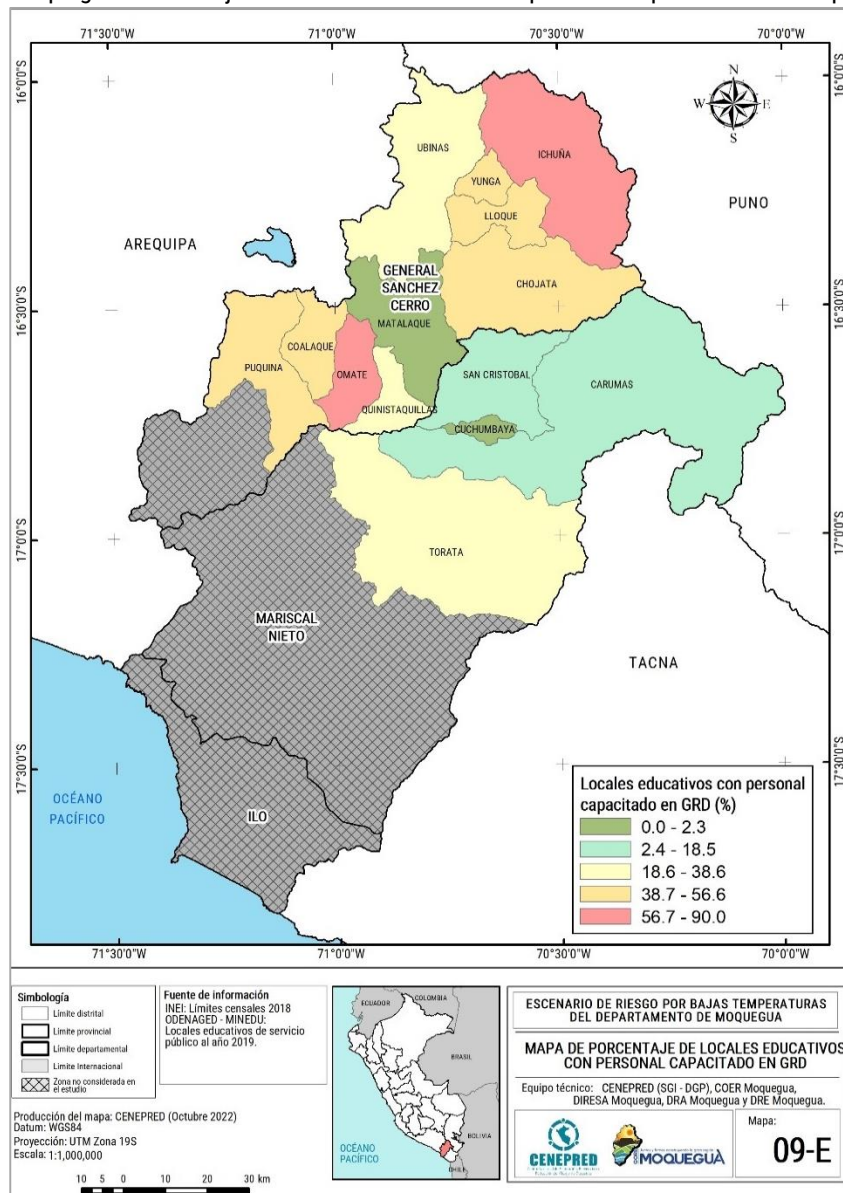 71°30'0"W
71°0'0"W
70°30'0"W
70°0'0"W
16°0'0"S
16°0'0"S
N
W
E
S
UBINAS
ICHUÑA
YUNGA
LLOQUE
PUNO
AREQUIPA
GENERAL
SANCHEZ
CERRO
CHOJATA
16°30'0"S
16°30'0"S
MATALAQUE
COALAQUE
PUQUINA
OMATE
SAN CRISTOBAL
CARUMAS
QUINISTAQUILLAS
CUCHUMBAYA
17°0'0"S
17°0'0"S
TORATA
MARISCAL
NIETO
TACNA
17°30'0"S
17°30'0"S
OCÉANO
PACÍFICO
ILO
Locales educativos con personal
capacitado en GRD (%)
0.0 - 2.3
2.4 - 18.5
18.6 - 38.6
38.7 - 56.6
56.7 - 90.0
71°30'0"W
71°0'0"W
70°30'0"W
70°0'0"W
Simbología
Límite distrital
Límite provincial
Límite departamental
Límite Internacional
Zona no considerada en
el estudio
Fuente de información
INEI: Límites censales 2018
ODENAGED - MINEDU:
Locales educativos de servicio
público al año 2019.
Producción del mapa: CENEPRED (Octubre 2022)
Datum: WGS84
Proyección: UTM Zona 19S
Escala: 1:1,000,000
10 5 0 10 20 30 km
ECUADOR
COLOMBIA
BRASIL
BOLIVIA
CHILE
OCÉANO
PACÍFICO
ESCENARIO DE RIESGO POR BAJAS TEMPERATURAS
DEL DEPARTAMENTO DE MOQUEGUA
MAPA DE PORCENTAJE DE LOCALES EDUCATIVOS
CON PERSONAL CAPACITADO EN GRD
Equipo técnico: CENEPRED (SGI - DGP), COER Moquegua,
DIRESA Moquegua, DRA Moquegua y DRE Moquegua.
CENEPRED
MOQUEGUA
Mapa:
09-E